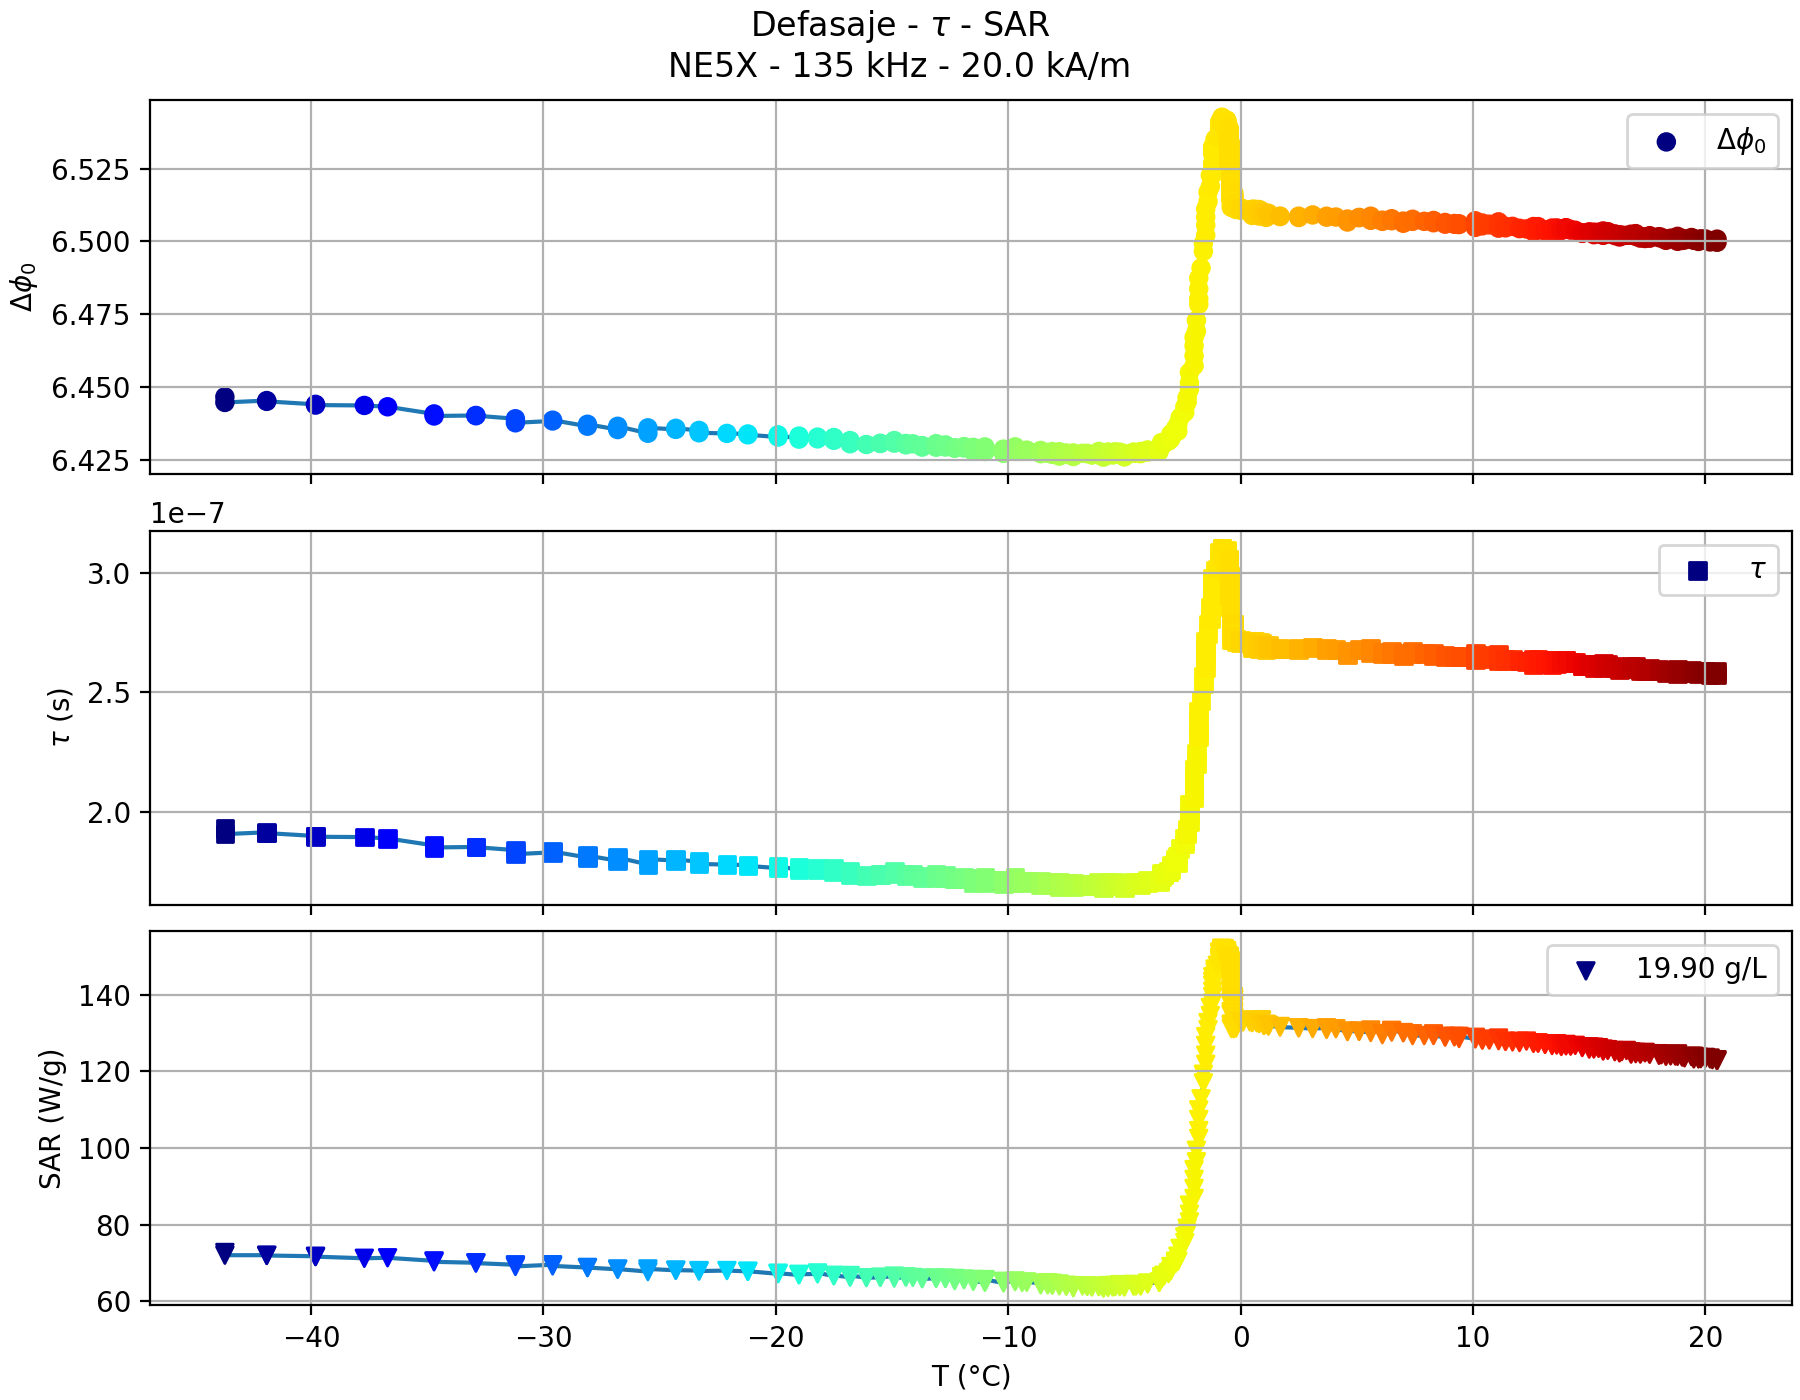 Defasaje - τ - SAR
NE5X - 135 kHz - 20.0 kA/m
Δϕ₀
6.525
6.500
6.475
6.450
6.425
Δϕ₀
1e−7
τ
3.0
2.5
2.0
τ (s)
19.90 g/L
140
120
100
80
60
SAR (W/g)
−40 −30 −20 −10 0 10 20
T (°C)